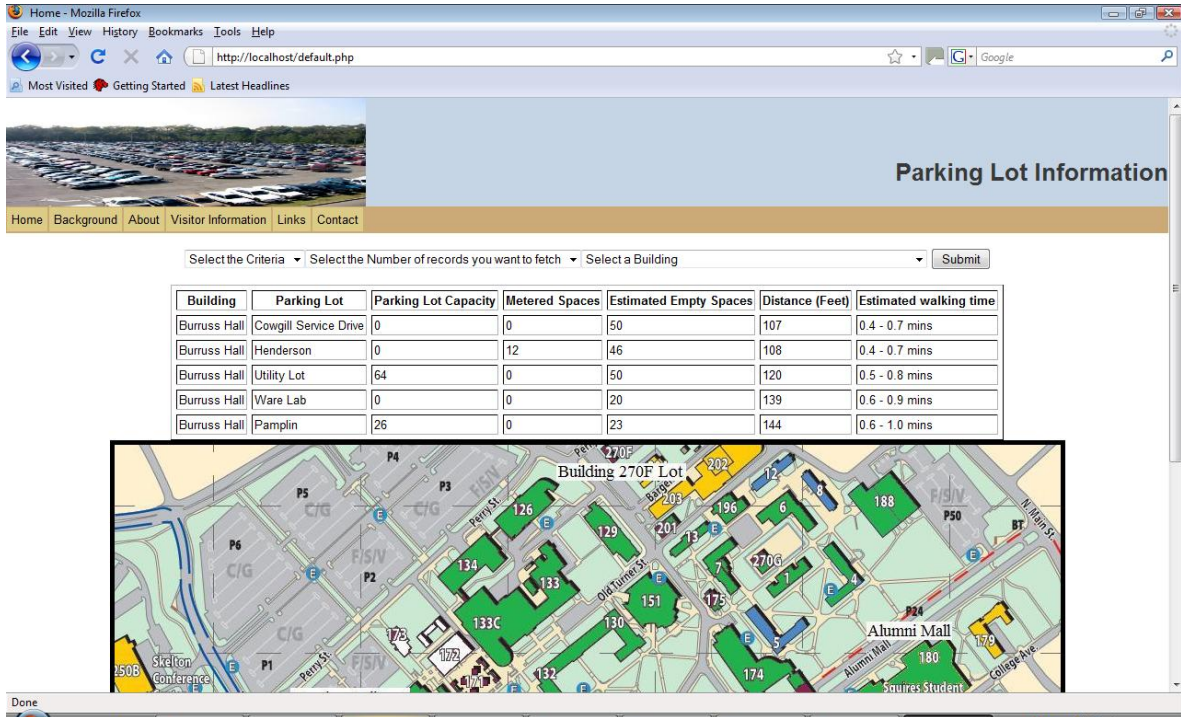 Home - Mozilla Firefox
File Edit View History Bookmarks Tools Help
http://localhost/default.php
G Google
Most Visited Getting Started Latest Headlines
Parking Lot Information
Home Background About Visitor Information Links Contact
Select the Criteria Select the Number of records you want to fetch Select a Building Submit
Building Parking Lot Parking Lot Capacity Metered Spaces Estimated Empty Spaces Distance (Feet) Estimated walking time
Burruss Hall Cowgill Service Drive 0 0 50 107 0.4 - 0.7 mins
Burruss Hall Henderson 0 12 46 108 0.4 - 0.7 mins
Burruss Hall Utility Lot 64 0 50 120 0.5 - 0.8 mins
Burruss Hall Ware Lab 0 0 20 139 0.6 - 0.9 mins
Burruss Hall Pamplin 26 0 23 144 0.6 - 1.0 mins
270F
P4
Building 270F Lot
202
12
P5
C/G
P3
C/G
E
Perry St.
126
E
203
201
196
E
13
6
8
188
F/S/V
P50
BT
N. Main St.
129
P6
C/G
E
F/S/V
P2
134
133
Old Turner St.
E
151
7
270G
1
4
E
E
175
133C
130
P24
Alumni Mall
179
C/G
173
172
E
5
250B
Skelton
Conference
E
P1
Perry St.
F/S/V
171
132
174
Alumni Mall
180
Squires Student
College Ave.
E
E
Done